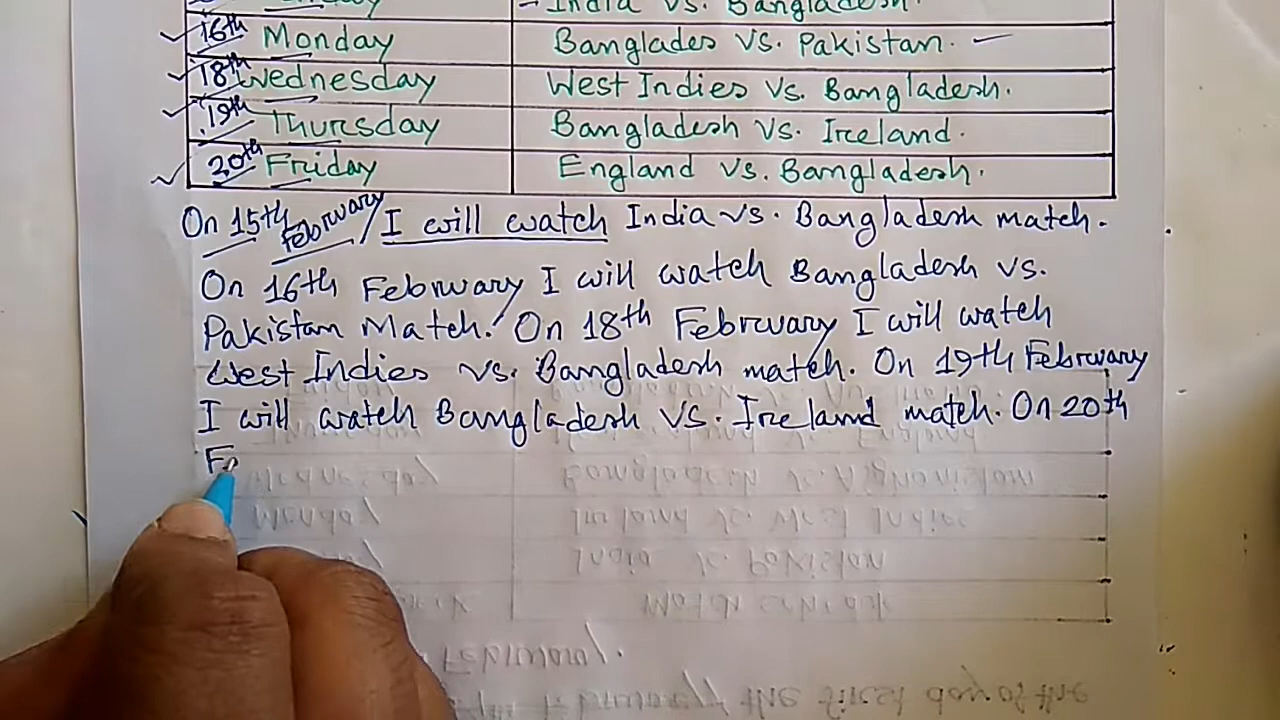 India vs. Bangladesh.
16th Monday Banglades vs. Pakistan.
18th Wednesday West Indies vs. Bangladesh.
19th Thursday Bangladesh vs. Ireland.
20th Friday England vs. Bangladesh.
On 15th February I will watch India vs. Bangladesh match.
On 16th February I will watch Bangladesh vs.
Pakistan Match. On 18th February I will watch
West Indies vs. Bangladesh match. On 19th February
I will watch Bangladesh vs. Ireland match. On 20th
F